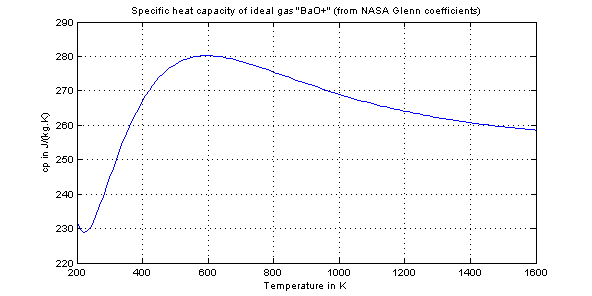 Specific heat capacity of ideal gas "BaO+" (from NASA Glenn coefficients)
290
280
270
260
250
240
230
220
cp in J/(kg.K)
200 400 600 800 1000 1200 1400 1600
Temperature in K